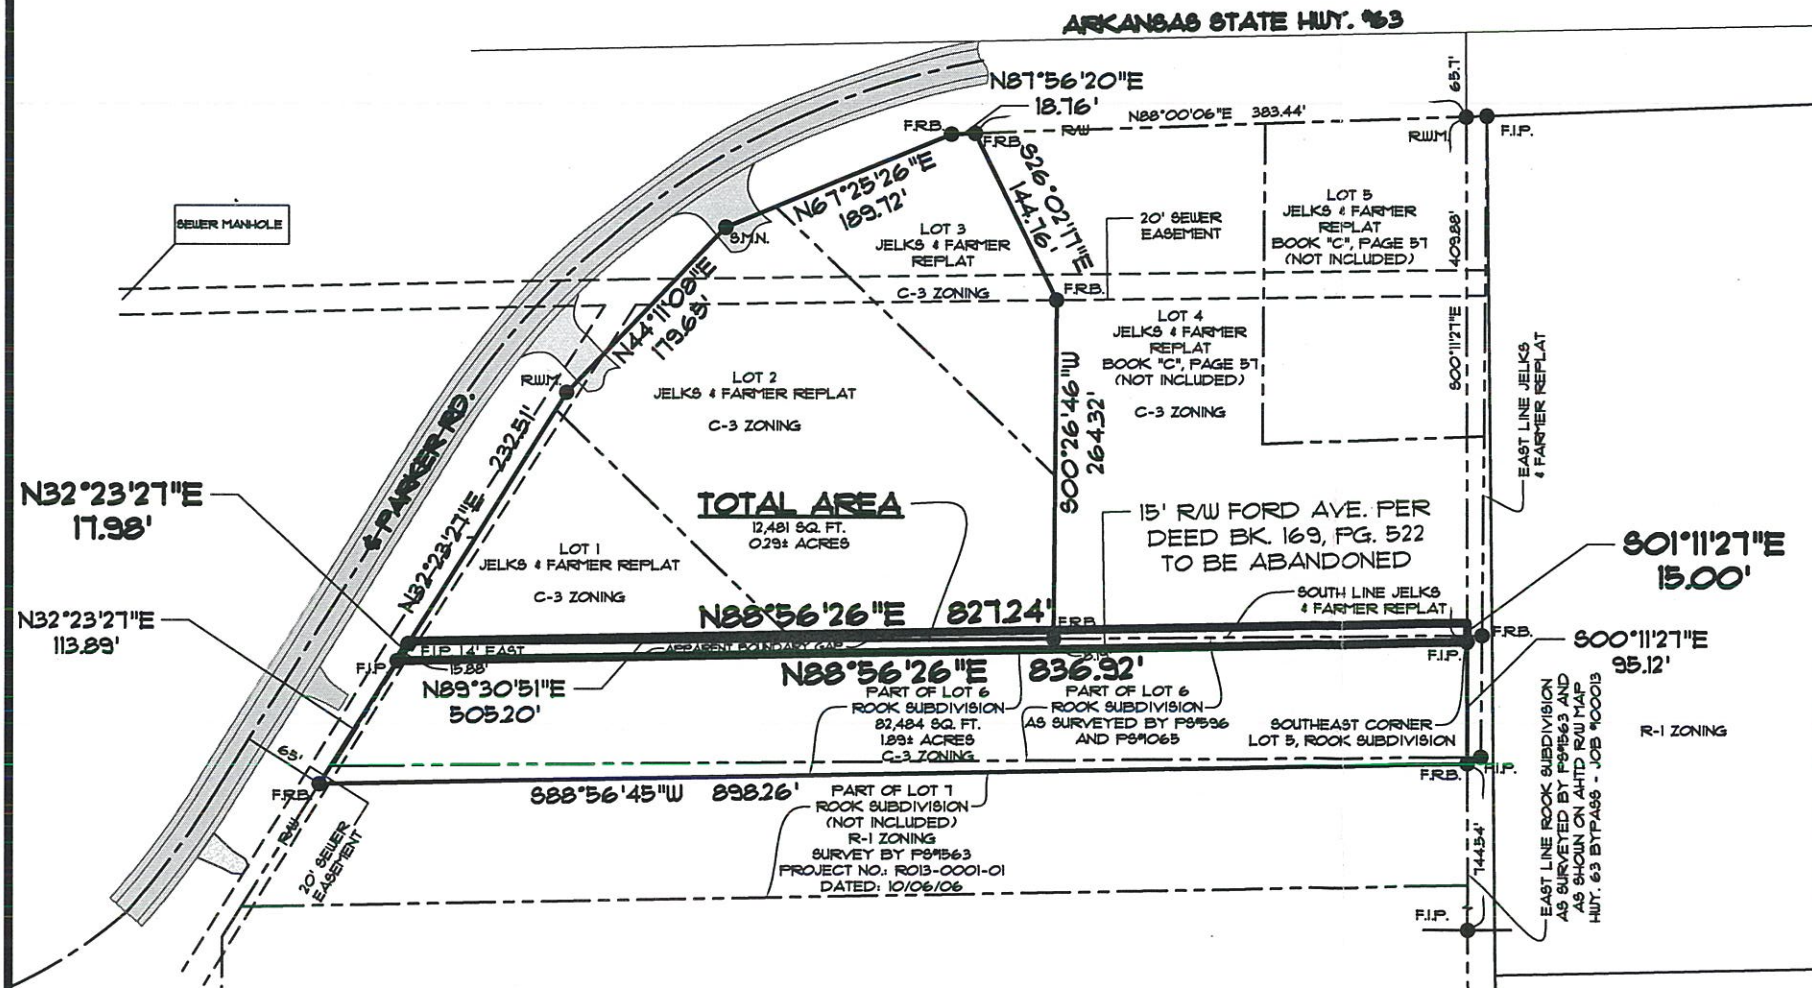 ARKANSAS STATE HWY. #63
N87°56'20"E
18.76'
F.R.B.
F.R.B.
R/W
N88°00'06"E 383.44'
65.7'
R.W.M.
F.I.P.
SEWER MANHOLE
S.M.N.
N67°25'26"E
189.72'
S26°02'17"E
144.76'
LOT 3
JELKS & FARMER
REPLAT
C-3 ZONING
20' SEWER
EASEMENT
LOT 5
JELKS & FARMER
REPLAT
BOOK "C", PAGE 57
(NOT INCLUDED)
409.88'
S00°11'27"E
F.R.B.
LOT 4
JELKS & FARMER
REPLAT
BOOK "C", PAGE 57
(NOT INCLUDED)
C-3 ZONING
EAST LINE JELKS
& FARMER REPLAT
N44°11'08"E
179.65'
R.W.M.
LOT 2
JELKS & FARMER REPLAT
C-3 ZONING
S00°26'46"W
264.32'
℄ PARKER RD.
N32°23'27"E 232.51'
N32°23'27"E
17.98'
TOTAL AREA
12,481 SQ. FT.
0.29± ACRES
15' R/W FORD AVE. PER
DEED BK. 169, PG. 522
TO BE ABANDONED
S01°11'27"E
15.00'
LOT 1
JELKS & FARMER REPLAT
C-3 ZONING
SOUTH LINE JELKS
& FARMER REPLAT
N88°56'26"E 827.24'
F.R.B.
F.R.B.
N32°23'27"E
113.89'
F.I.P. 1.4' EAST
APPARENT BOUNDARY GAP
F.I.P.
15.88'
F.I.P.
N88°56'26"E 836.92'
S00°11'27"E
95.12'
N89°30'51"E
505.20'
PART OF LOT 6
ROOK SUBDIVISION
82,484 SQ. FT.
1.89± ACRES
C-3 ZONING
PART OF LOT 6
ROOK SUBDIVISION
AS SURVEYED BY PS#596
AND PS#1065
SOUTHEAST CORNER
LOT 5, ROOK SUBDIVISION
R-1 ZONING
65'
F.R.B.
F.R.B.
F.I.P.
S88°56'45"W 898.26'
PART OF LOT 7
ROOK SUBDIVISION
(NOT INCLUDED)
R-1 ZONING
SURVEY BY PS#1563
PROJECT NO.: R013-0001-01
DATED: 10/06/06
R/W
20' SEWER
EASEMENT
744.54'
F.I.P.
EAST LINE ROOK SUBDIVISION
AS SURVEYED BY PS#1563 AND
AS SHOWN ON AHTD R/W MAP
HWY. 63 BYPASS - JOB #100013